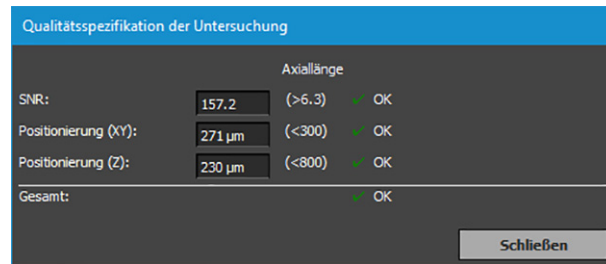 Qualitätsspezifikation der Untersuchung
Axiallänge
SNR: 157.2 (>6.3) ✓ OK
Positionierung (XY): 271 µm (<300) ✓ OK
Positionierung (Z): 230 µm (<800) ✓ OK
Gesamt: ✓ OK
Schließen